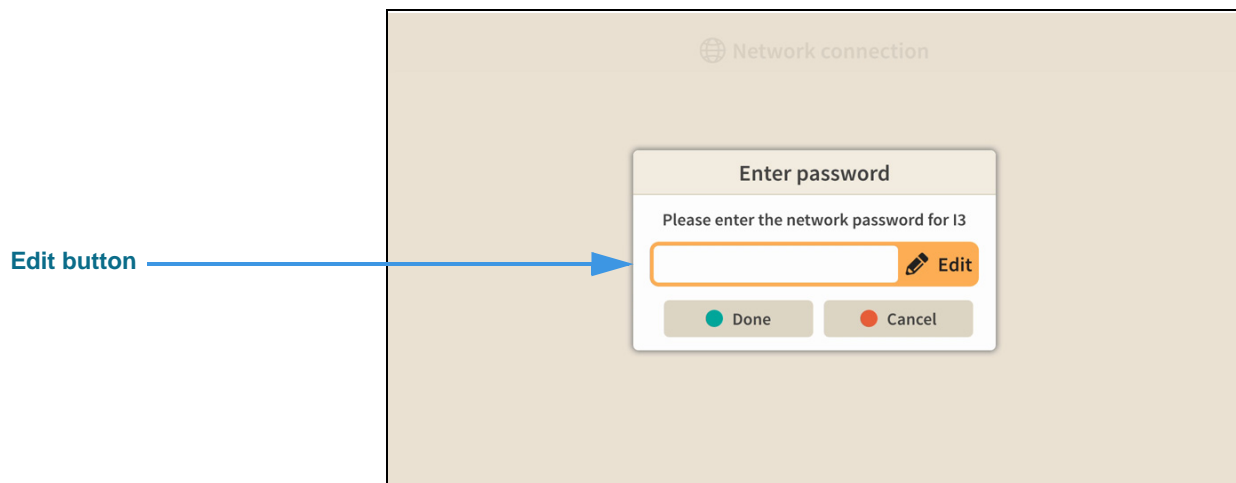 Network connection
Enter password
Please enter the network password for I3
Edit button
Edit
Done
Cancel